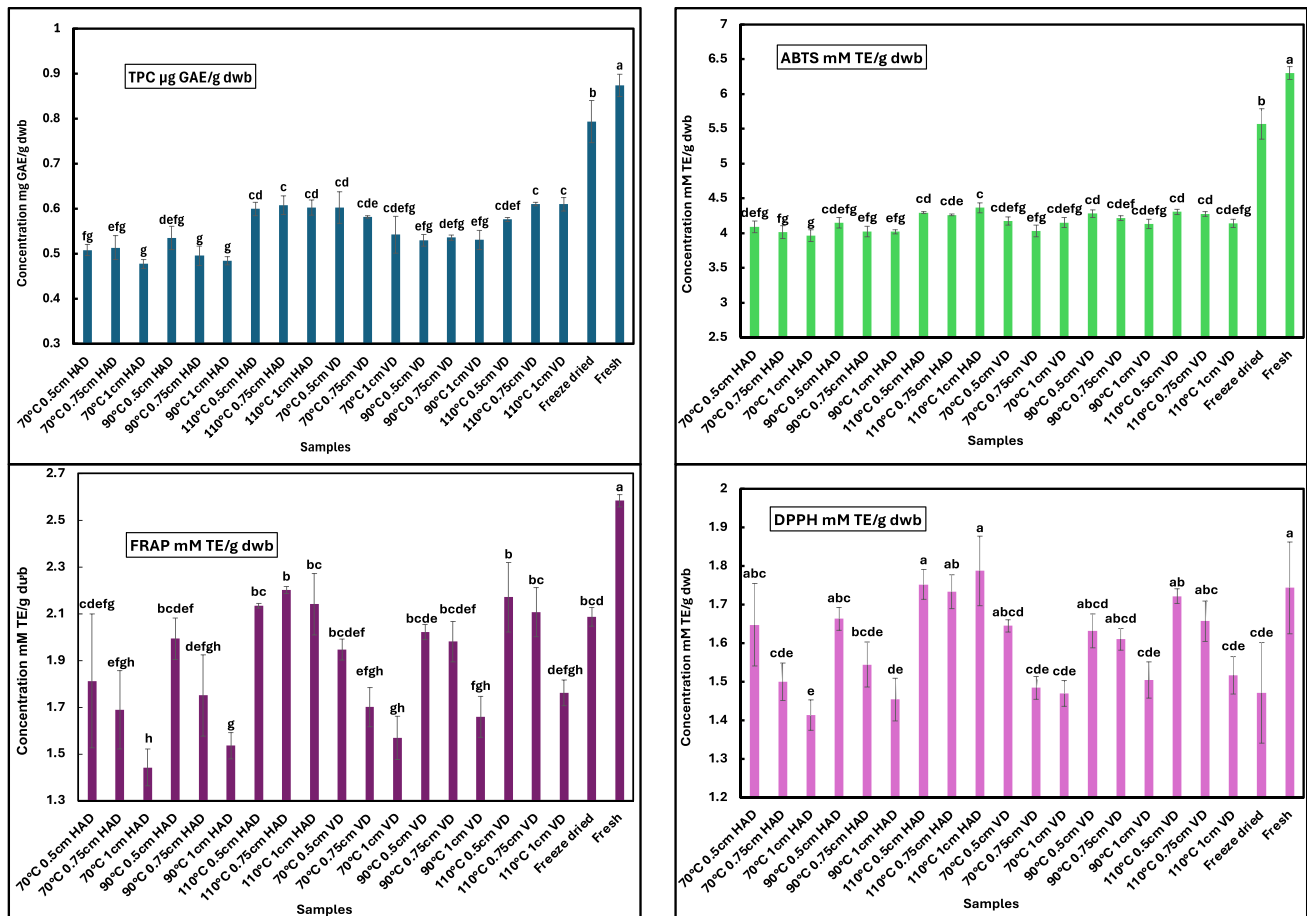 TPC µg GAE/g dwb
Concentration mg GAE/g dwb
1
0.9
0.8
0.7
0.6
0.5
0.4
0.3
fg
efg
g
defg
g
g
cd
c
cd
cd
cde
cdefg
efg
defg
efg
cde
c
c
b
a
70°C 0.5cm HAD
70°C 0.75cm HAD
70°C 1cm HAD
90°C 0.5cm HAD
90°C 0.75cm HAD
90°C 1cm HAD
110°C 0.5cm HAD
110°C 0.75cm HAD
110°C 1cm HAD
70°C 0.5cm VD
70°C 0.75cm VD
70°C 1cm VD
90°C 0.5cm VD
90°C 0.75cm VD
90°C 1cm VD
110°C 0.5cm VD
110°C 0.75cm VD
110°C 1cm VD
Freeze dried
Fresh
Samples
ABTS mM TE/g dwb
Concentration mM TE/g dwb
7
6.5
6
5.5
5
4.5
4
3.5
3
2.5
defg
fg
g
cdefg
efg
efg
cd
cde
c
cdefg
efg
cdefg
cd
cdef
cdefg
cd
cde
cdefg
b
a
70°C 0.5cm HAD
70°C 0.75cm HAD
70°C 1cm HAD
90°C 0.5cm HAD
90°C 0.75cm HAD
90°C 1cm HAD
110°C 0.5cm HAD
110°C 0.75cm HAD
110°C 1cm HAD
70°C 0.5cm VD
70°C 0.75cm VD
70°C 1cm VD
90°C 0.5cm VD
90°C 0.75cm VD
90°C 1cm VD
110°C 0.5cm VD
110°C 0.75cm VD
110°C 1cm VD
Freeze dried
Fresh
Samples
FRAP mM TE/g dwb
Concentration mM TE/g dwb
2.7
2.5
2.3
2.1
1.9
1.7
1.5
1.3
cdefg
efgh
h
bcdef
defgh
g
bc
b
bc
bcdef
efgh
gh
bcde
bcdef
fgh
b
bc
defgh
bcd
a
70°C 0.5cm HAD
70°C 0.75cm HAD
70°C 1cm HAD
90°C 0.5cm HAD
90°C 0.75cm HAD
90°C 1cm HAD
110°C 0.5cm HAD
110°C 0.75cm HAD
110°C 1cm HAD
70°C 0.5cm VD
70°C 0.75cm VD
70°C 1cm VD
90°C 0.5cm VD
90°C 0.75cm VD
90°C 1cm VD
110°C 0.5cm VD
110°C 0.75cm VD
110°C 1cm VD
Freeze dried
Fresh
Samples
DPPH mM TE/g dwb
Concentration mM TE/g dwb
2
1.9
1.8
1.7
1.6
1.5
1.4
1.3
1.2
abc
cde
e
abc
bcde
de
a
ab
a
abcd
cde
cde
abcd
abcd
cde
ab
abc
cde
cde
a
70°C 0.5cm HAD
70°C 0.75cm HAD
70°C 1cm HAD
90°C 0.5cm HAD
90°C 0.75cm HAD
90°C 1cm HAD
110°C 0.5cm HAD
110°C 0.75cm HAD
110°C 1cm HAD
70°C 0.5cm VD
70°C 0.75cm VD
70°C 1cm VD
90°C 0.5cm VD
90°C 0.75cm VD
90°C 1cm VD
110°C 0.5cm VD
110°C 0.75cm VD
110°C 1cm VD
Freeze dried
Fresh
Samples